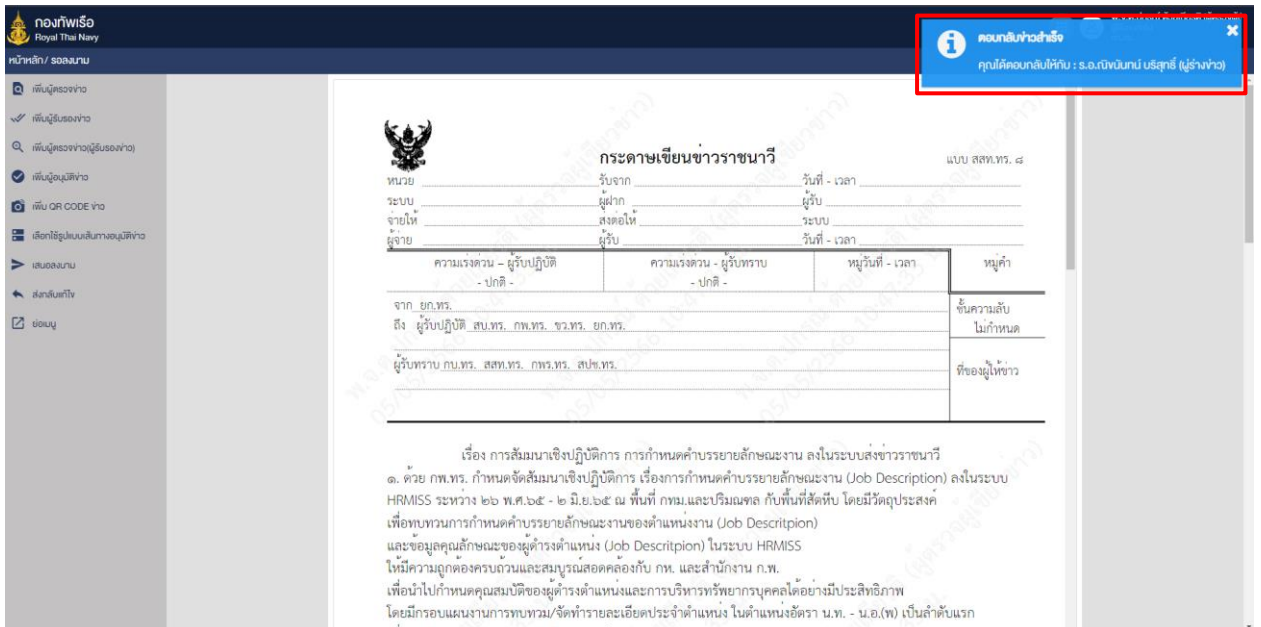 กองทัพเรือ
Royal Thai Navy
หน้าหลัก/ รอลงนาม
ตอบกลับข่าวสำเร็จ
คุณได้ตอบกลับให้กับ : ร.อ.ณิชนันทน์ บริสุทธิ์ (ผู่ร่างข่าว)
เพิ่มผู้ตรวจข่าว
เพิ่มผู้รับรองข่าว
เพิ่มผู้ตรวจข่าว(ผู้รับรองข่าว)
เพิ่มผู้อนุมัติข่าว
เพิ่ม QR CODE ข่าว
เลือกใช้รูปแบบเส้นทางอนุมัติข่าว
เสนอลงนาม
ส่งกลับแก้ไข
ย่อเมนู
กระดาษเขียนข่าวราชนาวี
แบบ สสท.ทร. ๘
หน่วย รับจาก วันที่ - เวลา
ระบบ ผู้ฝาก ผู้รับ
จ่ายให้ ส่งต่อให้ ระบบ
ผู้จ่าย ผู้รับ วันที่ - เวลา
ความเร่งด่วน – ผู้รับปฏิบัติ ความเร่งด่วน - ผู้รับทราบ หมู่วันที่ - เวลา หมู่คำ
- ปกติ - - ปกติ -
จาก ยก.ทร. ชั้นความลับ
ถึง ผู้รับปฏิบัติ สบ.ทร. กพ.ทร. ขว.ทร. ยก.ทร. ไม่กำหนด
ผู้รับทราบ กบ.ทร. สสท.ทร. กพร.ทร. สปช.ทร. ที่ของผู้ให้ข่าว
เรื่อง การสัมมนาเชิงปฏิบัติการ การกำหนดคำบรรยายลักษณะงาน ลงในระบบส่งข่าวราชนาวี
๑. ด้วย กพ.ทร. กำหนดจัดสัมมนาเชิงปฏิบัติการ เรื่องการกำหนดคำบรรยายลักษณะงาน (Job Description) ลงในระบบ
HRMISS ระหว่าง ๒๖ พ.ศ.๖๕ - ๒ มิ.ย.๖๕ ณ พื้นที่ กทม.และปริมณฑล กับพื้นที่สัตหีบ โดยมีวัตถุประสงค์
เพื่อทบทวนการกำหนดคำบรรยายลักษณะงานของตำแหน่งงาน (Job Descritpion)
และข้อมูลคุณลักษณะของผู้ดำรงตำแหน่ง (Job Descritpion) ในระบบ HRMISS
ให้มีความถูกต้องครบถ้วนและสมบูรณ์สอดคล้องกับ กห. และสำนักงาน ก.พ.
เพื่อนำไปกำหนดคุณสมบัติของผู้ดำรงตำแหน่งและการบริหารทรัพยากรบุคคลได้อย่างมีประสิทธิภาพ
โดยมีกรอบแผนงานการทบทวม/จัดทำรายละเอียดประจำตำแหน่ง ในตำแหน่งอัตรา น.ท. - น.อ.(พ) เป็นลำดับแรก